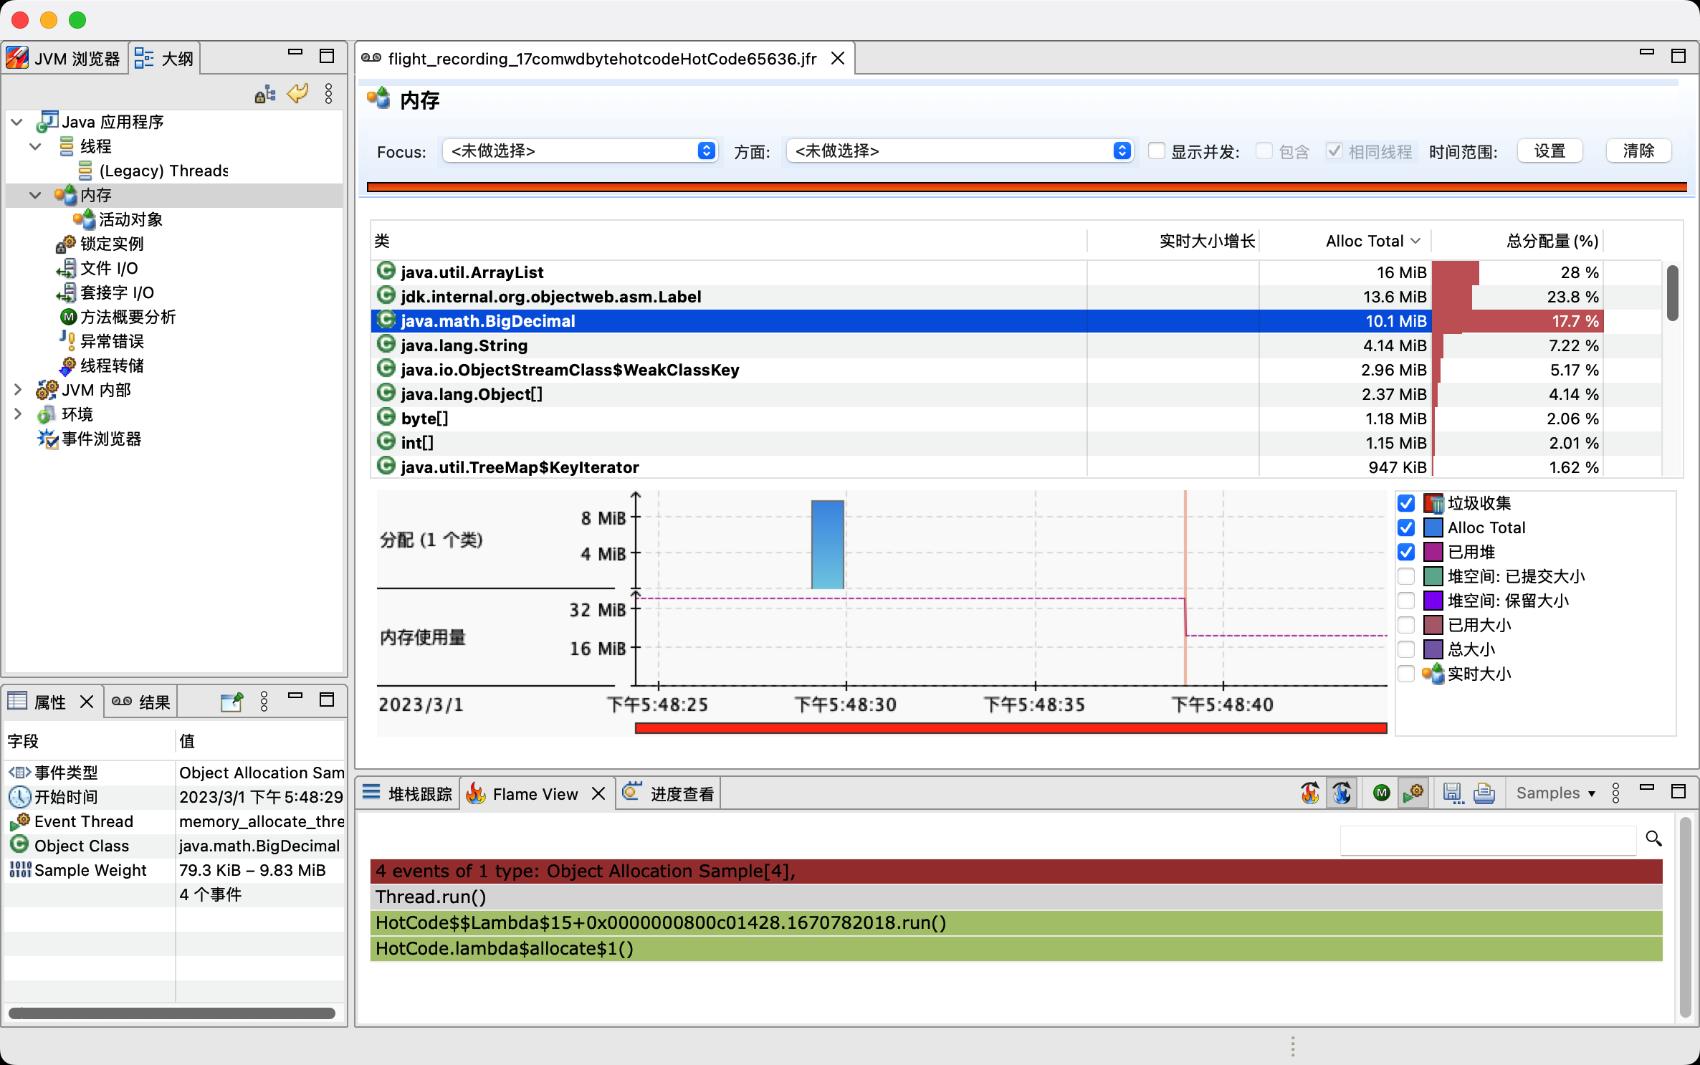 JVM 浏览器
大纲
Java 应用程序
线程
(Legacy) Threads
内存
活动对象
锁定实例
文件 I/O
套接字 I/O
方法概要分析
异常错误
线程转储
JVM 内部
环境
事件浏览器
属性
结果
字段 值
事件类型 Object Allocation Sam
开始时间 2023/3/1 下午5:48:29
Event Thread memory_allocate_thre
Object Class java.math.BigDecimal
Sample Weight 79.3 KiB – 9.83 MiB
4 个事件
flight_recording_17comwdbytehotcodeHotCode65636.jfr
内存
Focus: <未做选择> 方面: <未做选择> 显示并发: 包含 相同线程 时间范围: 设置 清除
类 实时大小增长 Alloc Total 总分配量 (%)
java.util.ArrayList 16 MiB 28 %
jdk.internal.org.objectweb.asm.Label 13.6 MiB 23.8 %
java.math.BigDecimal 10.1 MiB 17.7 %
java.lang.String 4.14 MiB 7.22 %
java.io.ObjectStreamClass$WeakClassKey 2.96 MiB 5.17 %
java.lang.Object[] 2.37 MiB 4.14 %
byte[] 1.18 MiB 2.06 %
int[] 1.15 MiB 2.01 %
java.util.TreeMap$KeyIterator 947 KiB 1.62 %
分配 (1 个类)
8 MiB
4 MiB
内存使用量
32 MiB
16 MiB
2023/3/1 下午5:48:25 下午5:48:30 下午5:48:35 下午5:48:40
垃圾收集
Alloc Total
已用堆
堆空间: 已提交大小
堆空间: 保留大小
已用大小
总大小
实时大小
堆栈跟踪
Flame View
进度查看
Samples
4 events of 1 type: Object Allocation Sample[4],
Thread.run()
HotCode$$Lambda$15+0x0000000800c01428.1670782018.run()
HotCode.lambda$allocate$1()